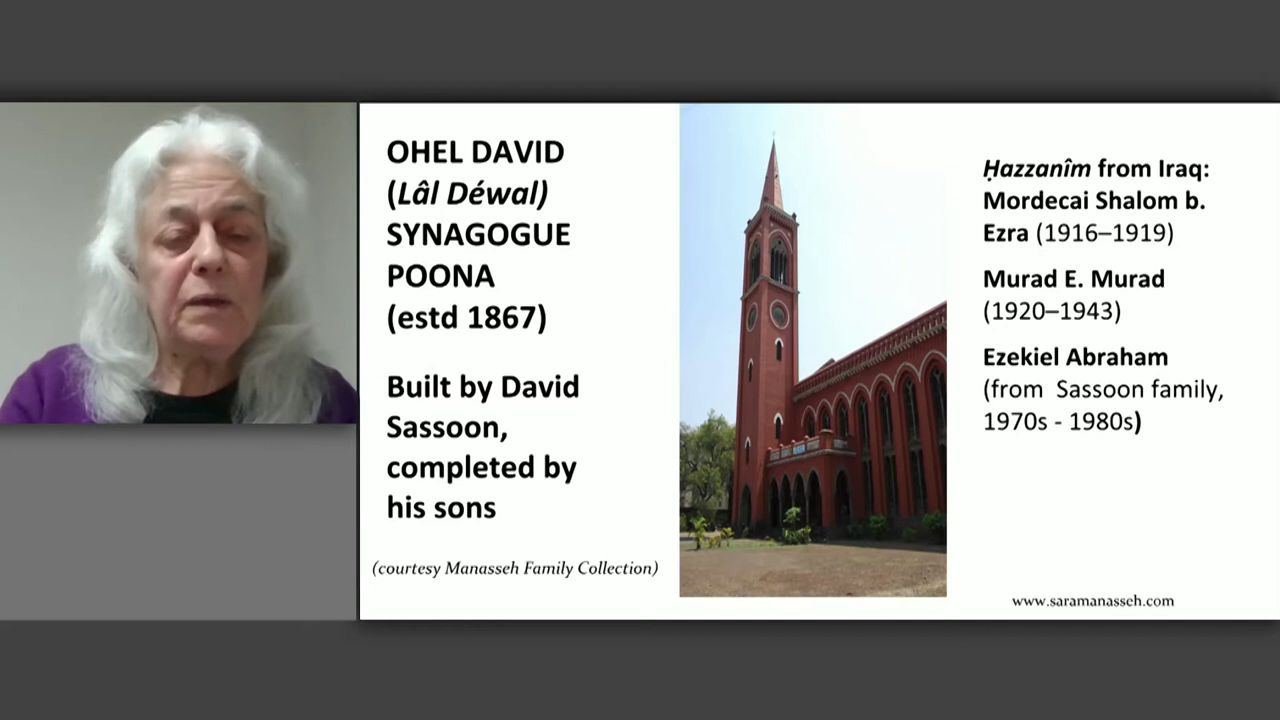 OHEL DAVID
(Lâl Déwal)
SYNAGOGUE
POONA
(estd 1867)
Built by David
Sassoon,
completed by
his sons
(courtesy Manasseh Family Collection)
Ḥazzanîm from Iraq:
Mordecai Shalom b.
Ezra (1916–1919)
Murad E. Murad
(1920–1943)
Ezekiel Abraham
(from Sassoon family,
1970s - 1980s)
www.saramanasseh.com